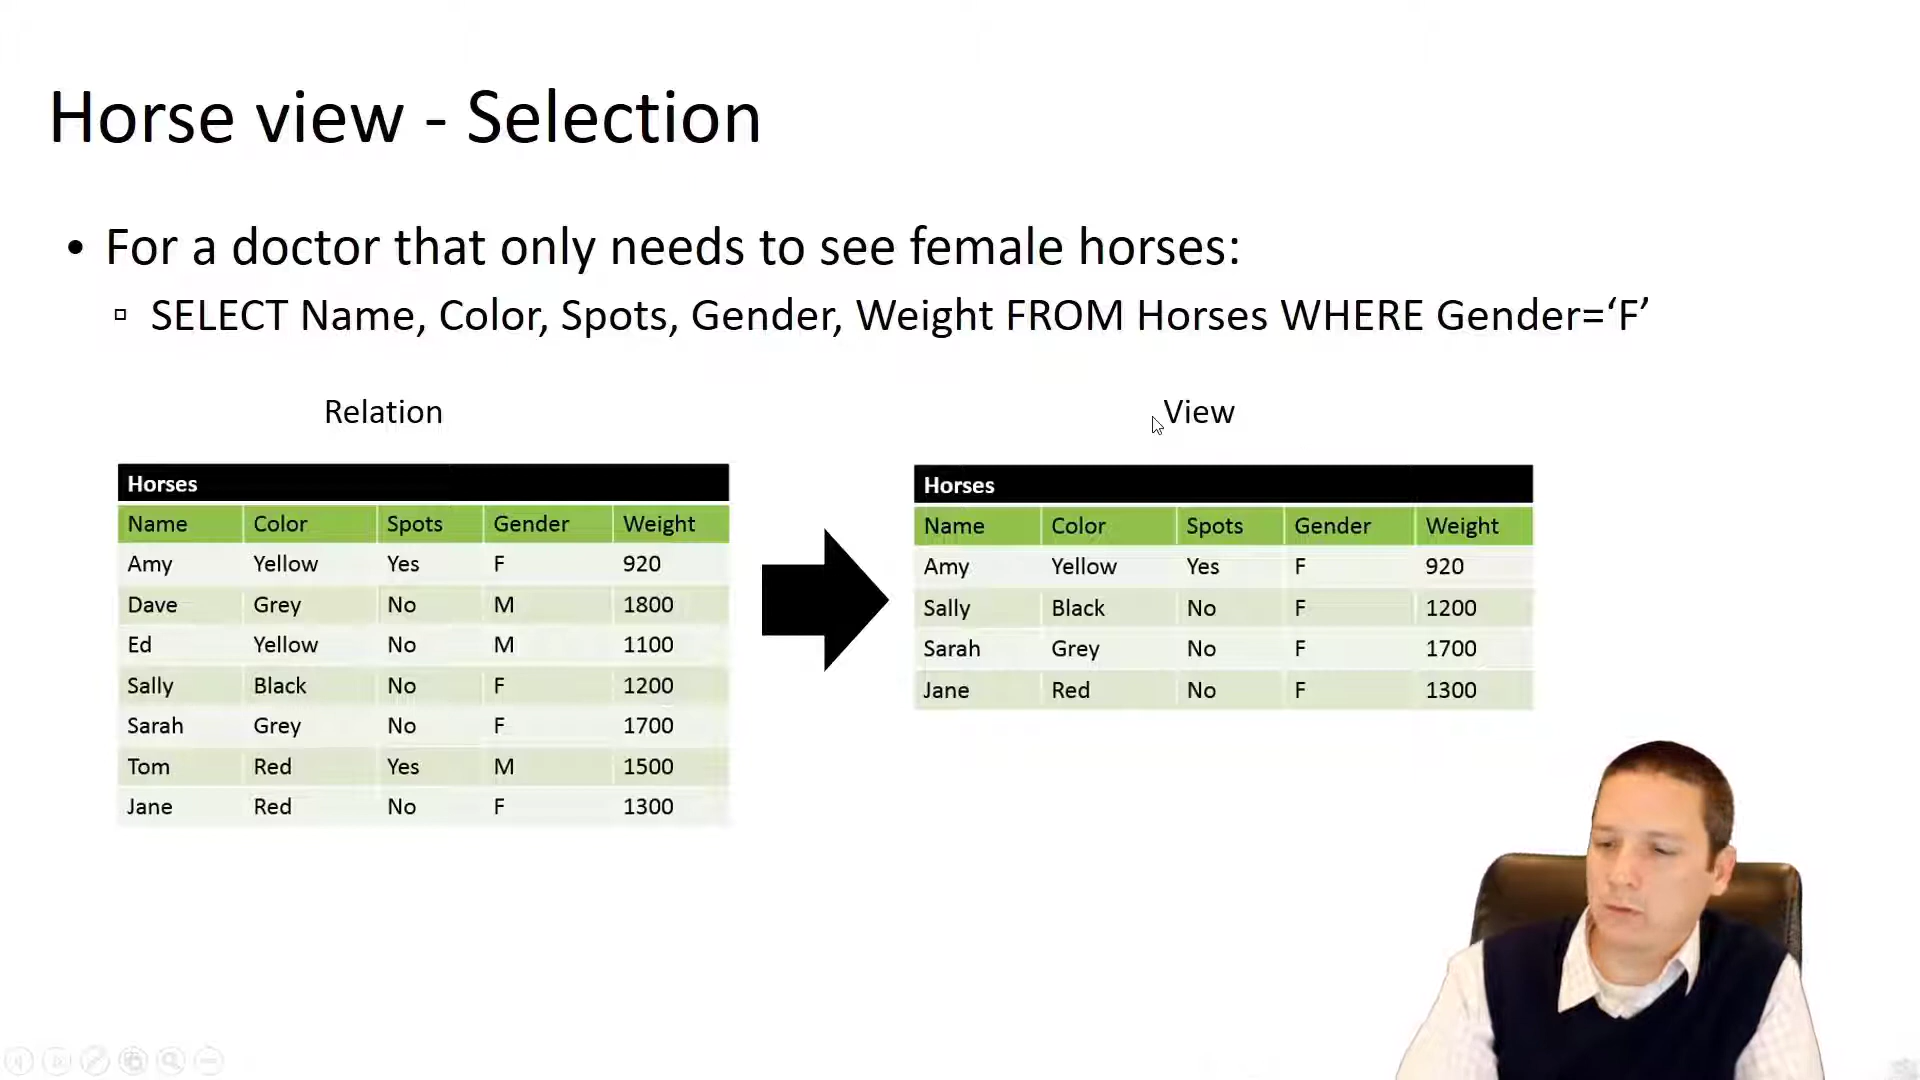 Horse view - Selection
• For a doctor that only needs to see female horses:
▫ SELECT Name, Color, Spots, Gender, Weight FROM Horses WHERE Gender=‘F’
Relation
Horses
Name Color Spots Gender Weight
Amy Yellow Yes F 920
Dave Grey No M 1800
Ed Yellow No M 1100
Sally Black No F 1200
Sarah Grey No F 1700
Tom Red Yes M 1500
Jane Red No F 1300
View
Horses
Name Color Spots Gender Weight
Amy Yellow Yes F 920
Sally Black No F 1200
Sarah Grey No F 1700
Jane Red No F 1300